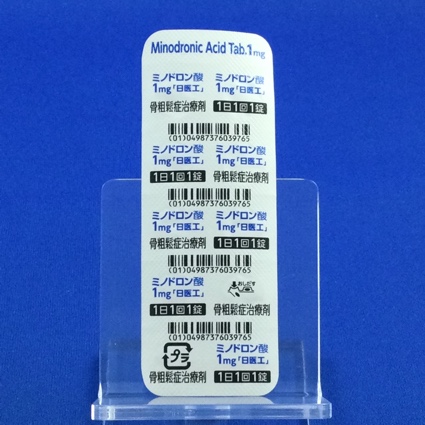 Minodronic Acid Tab.1mg
ミノドロン酸 ミノドロン酸
1mg「日医工」 1mg「日医工」
骨粗鬆症治療剤 1日1回1錠
(01)04987376039765
ミノドロン酸 ミノドロン酸
1mg「日医工」 1mg「日医工」
1日1回1錠 骨粗鬆症治療剤
(01)04987376039765
ミノドロン酸 ミノドロン酸
1mg「日医工」 1mg「日医工」
骨粗鬆症治療剤 1日1回1錠
(01)04987376039765
ミノドロン酸 おしだす
1mg「日医工」
1日1回1錠 骨粗鬆症治療剤
(01)04987376039765
プラ ミノドロン酸
1mg「日医工」
骨粗鬆症治療剤 1日1回1錠